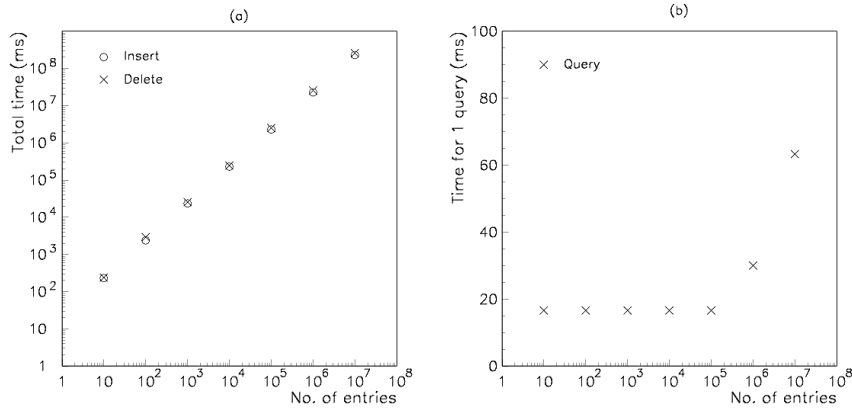 (a)
Total time (ms)
10^8
10^7
10^6
10^5
10^4
10^3
10^2
10
1
Insert
Delete
1 10 10^2 10^3 10^4 10^5 10^6 10^7 10^8
No. of entries
(b)
Time for 1 query (ms)
100
80
60
40
20
0
Query
1 10 10^2 10^3 10^4 10^5 10^6 10^7 10^8
No. of entries